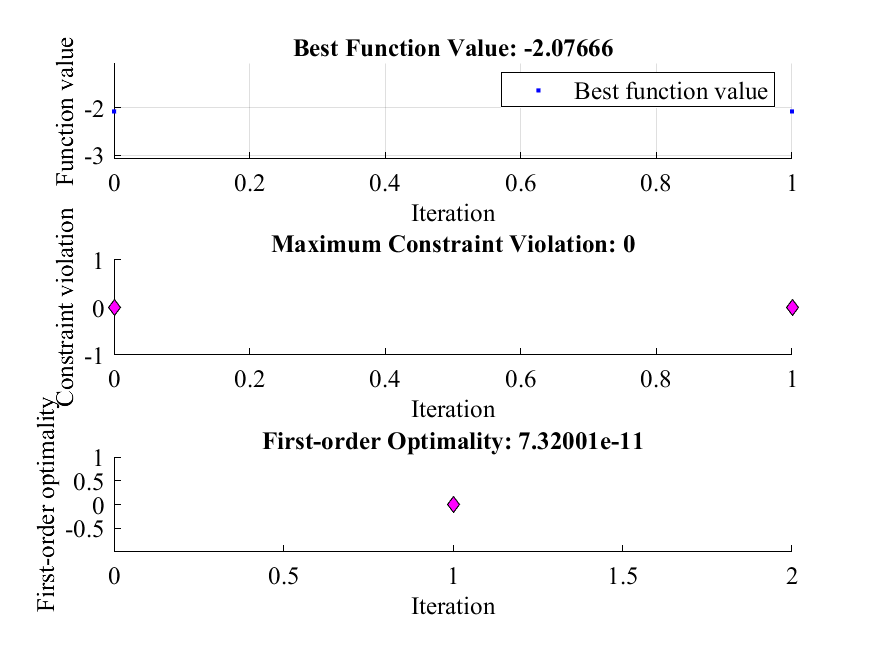 Best Function Value: -2.07666
Function value
-2
-3
Best function value
0 0.2 0.4 0.6 0.8 1
Iteration
Maximum Constraint Violation: 0
Constraint violation
1
0
-1
0 0.2 0.4 0.6 0.8 1
Iteration
First-order Optimality: 7.32001e-11
First-order optimality
1
0.5
0
-0.5
0 0.5 1 1.5 2
Iteration